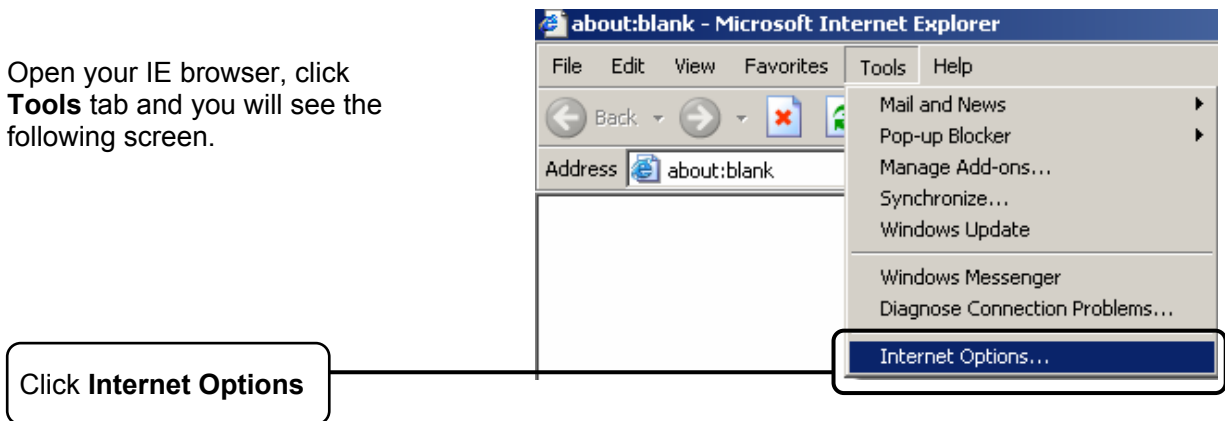 Open your IE browser, click
Tools tab and you will see the
following screen.
Click Internet Options
about:blank - Microsoft Internet Explorer
File Edit View Favorites Tools Help
Back
Address about:blank
Mail and News
Pop-up Blocker
Manage Add-ons...
Synchronize...
Windows Update
Windows Messenger
Diagnose Connection Problems...
Internet Options...